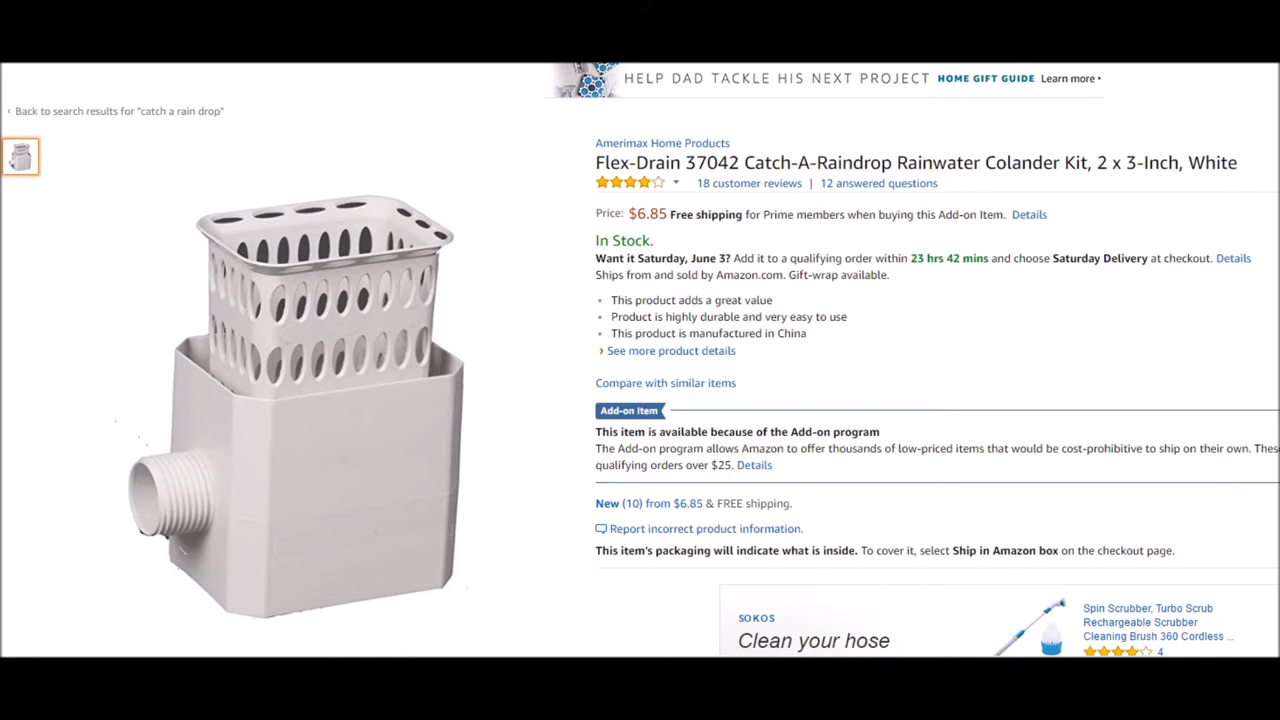 HELP DAD TACKLE HIS NEXT PROJECT HOME GIFT GUIDE Learn more ›
‹ Back to search results for "catch a rain drop"
Amerimax Home Products
Flex-Drain 37042 Catch-A-Raindrop Rainwater Colander Kit, 2 x 3-Inch, White
18 customer reviews | 12 answered questions
Price: $6.85 Free shipping for Prime members when buying this Add-on Item. Details
In Stock.
Want it Saturday, June 3? Add it to a qualifying order within 23 hrs 42 mins and choose Saturday Delivery at checkout. Details
Ships from and sold by Amazon.com. Gift-wrap available.
• This product adds a great value
• Product is highly durable and very easy to use
• This product is manufactured in China
› See more product details
Compare with similar items
Add-on Item
This item is available because of the Add-on program
The Add-on program allows Amazon to offer thousands of low-priced items that would be cost-prohibitive to ship on their own. These
qualifying orders over $25. Details
New (10) from $6.85 & FREE shipping.
Report incorrect product information.
This item's packaging will indicate what is inside. To cover it, select Ship in Amazon box on the checkout page.
SOKOS
Clean your hose
Spin Scrubber, Turbo Scrub
Rechargeable Scrubber
Cleaning Brush 360 Cordless ...
4